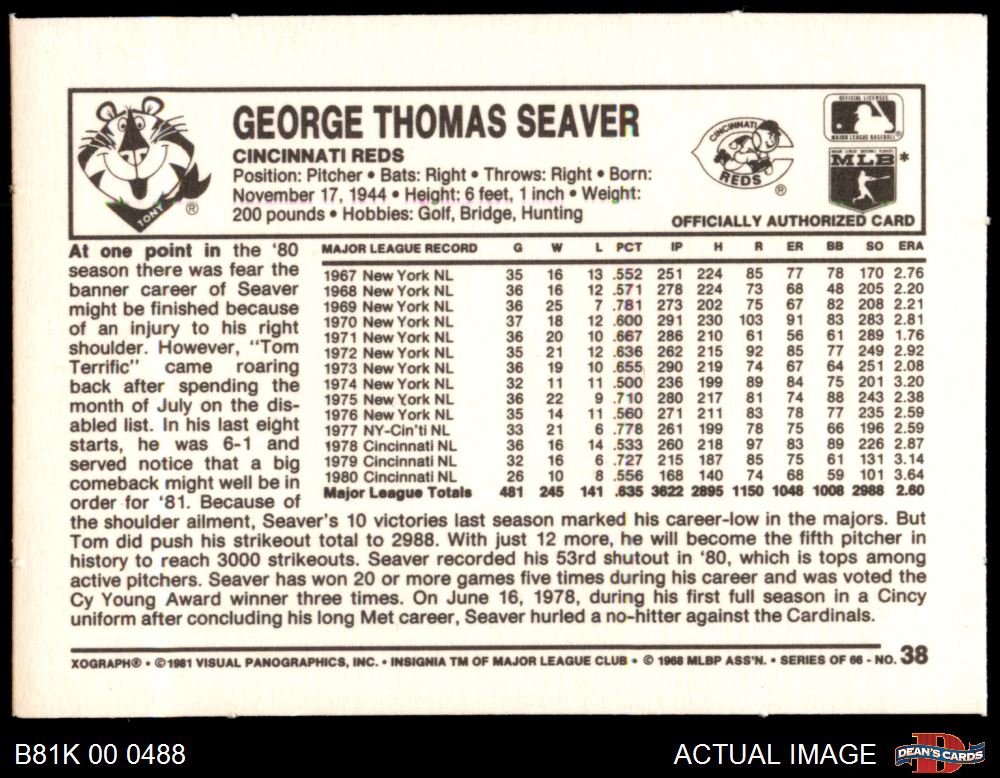 GEORGE THOMAS SEAVER
CINCINNATI REDS
Position: Pitcher • Bats: Right • Throws: Right • Born:
November 17, 1944 • Height: 6 feet, 1 inch • Weight:
200 pounds • Hobbies: Golf, Bridge, Hunting
TONY ®
CINCINNATI
REDS ®
OFFICIAL LICENSEE
MAJOR LEAGUE BASEBALL ®
MAJOR LEAGUE BASEBALL PLAYERS
MLB *
OFFICIALLY AUTHORIZED CARD
At one point in the '80
season there was fear the
banner career of Seaver
might be finished because
of an injury to his right
shoulder. However, "Tom
Terrific" came roaring
back after spending the
month of July on the dis-
abled list. In his last eight
starts, he was 6-1 and
served notice that a big
comeback might well be in
order for '81. Because of
MAJOR LEAGUE RECORD G W L PCT IP H R ER BB SO ERA
1967 New York NL 35 16 13 .552 251 224 85 77 78 170 2.76
1968 New York NL 36 16 12 .571 278 224 73 68 48 205 2.20
1969 New York NL 36 25 7 .781 273 202 75 67 82 208 2.21
1970 New York NL 37 18 12 .600 291 230 103 91 83 283 2.81
1971 New York NL 36 20 10 .667 286 210 61 56 61 289 1.76
1972 New York NL 35 21 12 .636 262 215 92 85 77 249 2.92
1973 New York NL 36 19 10 .655 290 219 74 67 64 251 2.08
1974 New York NL 32 11 11 .500 236 199 89 84 75 201 3.20
1975 New York NL 36 22 9 .710 280 217 81 74 88 243 2.38
1976 New York NL 35 14 11 .560 271 211 83 78 77 235 2.59
1977 NY-Cin'ti NL 33 21 6 .778 261 199 78 75 66 196 2.59
1978 Cincinnati NL 36 16 14 .533 260 218 97 83 89 226 2.87
1979 Cincinnati NL 32 16 6 .727 215 187 85 75 61 131 3.14
1980 Cincinnati NL 26 10 8 .556 168 140 74 68 59 101 3.64
Major League Totals 481 245 141 .635 3622 2895 1150 1048 1008 2988 2.60
the shoulder ailment, Seaver's 10 victories last season marked his career-low in the majors. But
Tom did push his strikeout total to 2988. With just 12 more, he will become the fifth pitcher in
history to reach 3000 strikeouts. Seaver recorded his 53rd shutout in '80, which is tops among
active pitchers. Seaver has won 20 or more games five times during his career and was voted the
Cy Young Award winner three times. On June 16, 1978, during his first full season in a Cincy
uniform after concluding his long Met career, Seaver hurled a no-hitter against the Cardinals.
XOGRAPH® • © 1981 VISUAL PANOGRAPHICS, INC. • INSIGNIA TM OF MAJOR LEAGUE CLUB • © 1968 MLBP ASS'N. • SERIES OF 66 - NO. 38
B81K 00 0488
ACTUAL IMAGE
DEAN'S CARDS